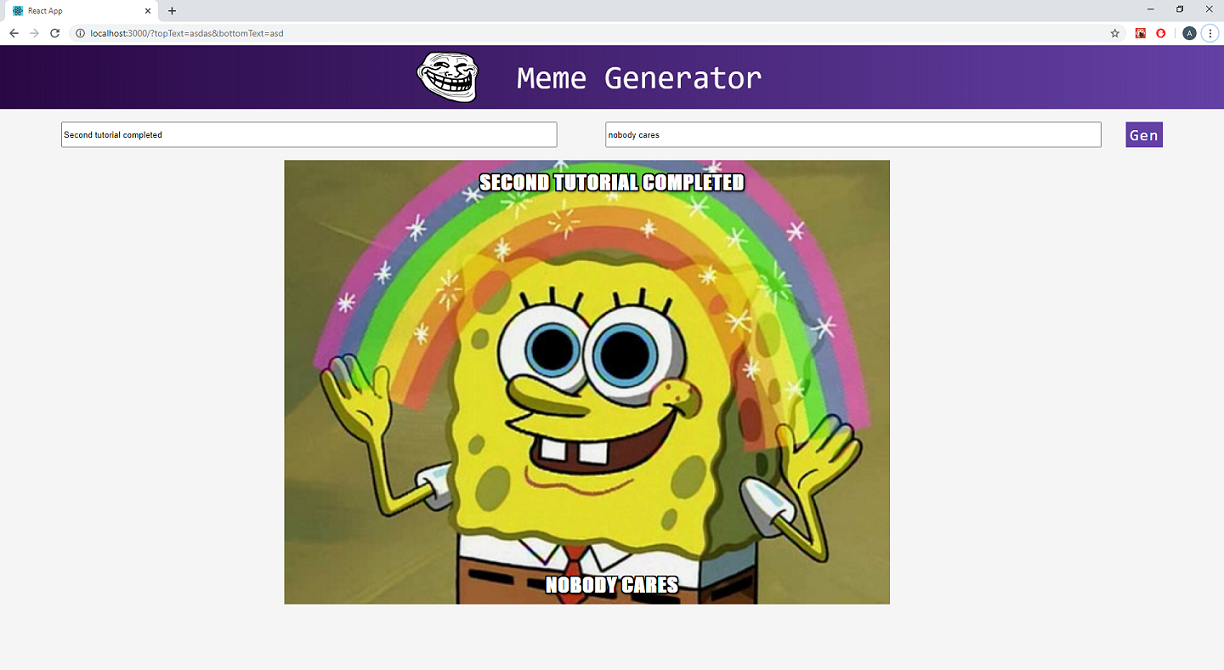 React App
localhost:3000/?topText=asdas&bottomText=asd
A
Meme Generator
Second tutorial completed
nobody cares
Gen
SECOND TUTORIAL COMPLETED
NOBODY CARES